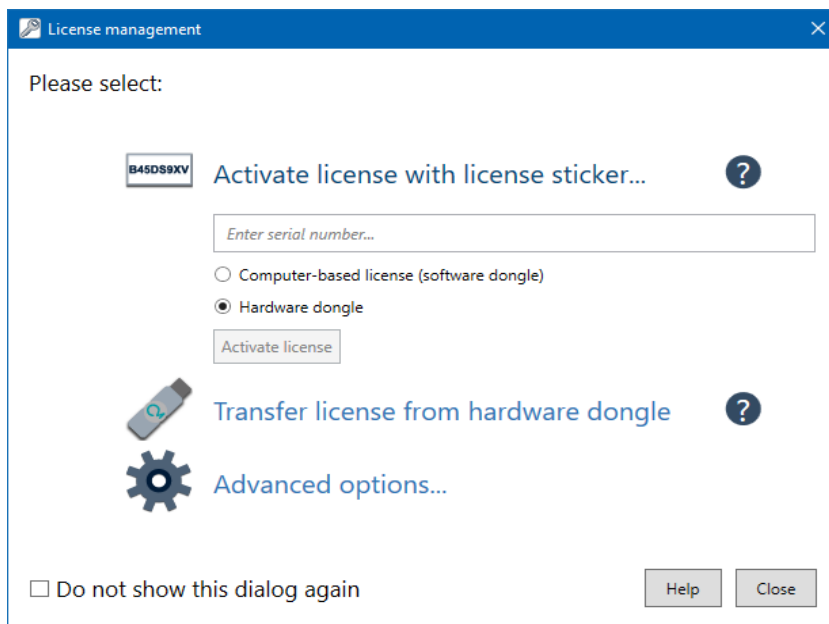 License management
Please select:
B45DS9XV
Activate license with license sticker...
?
Enter serial number...
Computer-based license (software dongle)
Hardware dongle
Activate license
Transfer license from hardware dongle
?
Advanced options...
Do not show this dialog again
Help
Close